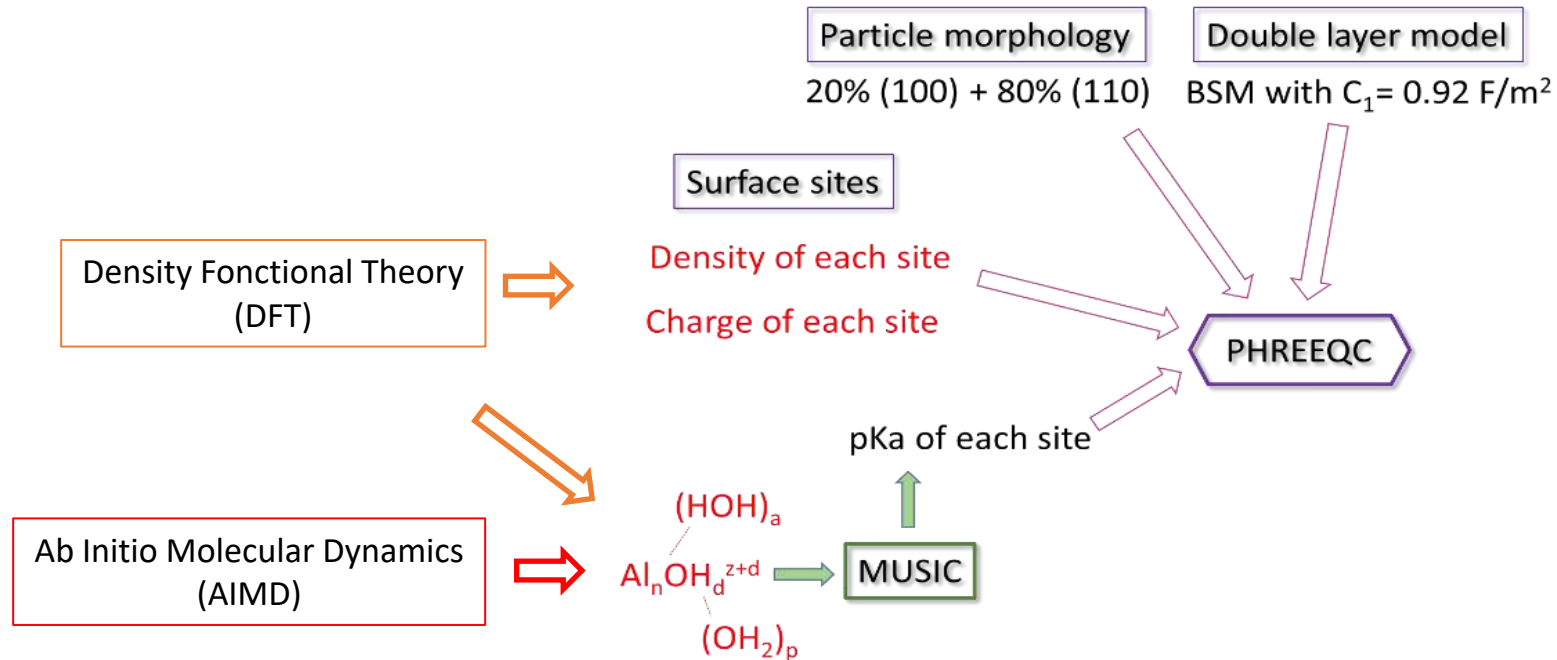 Particle morphology
20% (100) + 80% (110)
Double layer model
BSM with C₁= 0.92 F/m²
Surface sites
Density of each site
Charge of each site
Density Fonctional Theory
(DFT)
PHREEQC
pKa of each site
Ab Initio Molecular Dynamics
(AIMD)
(HOH)ₐ
AlₙOH_d^{z+d}
(OH₂)ₚ
MUSIC